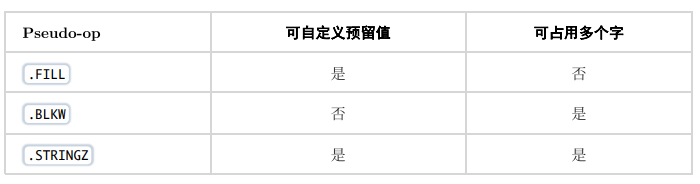 Pseudo-op 可自定义预留值 可占用多个字
.FILL 是 否
.BLKW 否 是
.STRINGZ 是 是